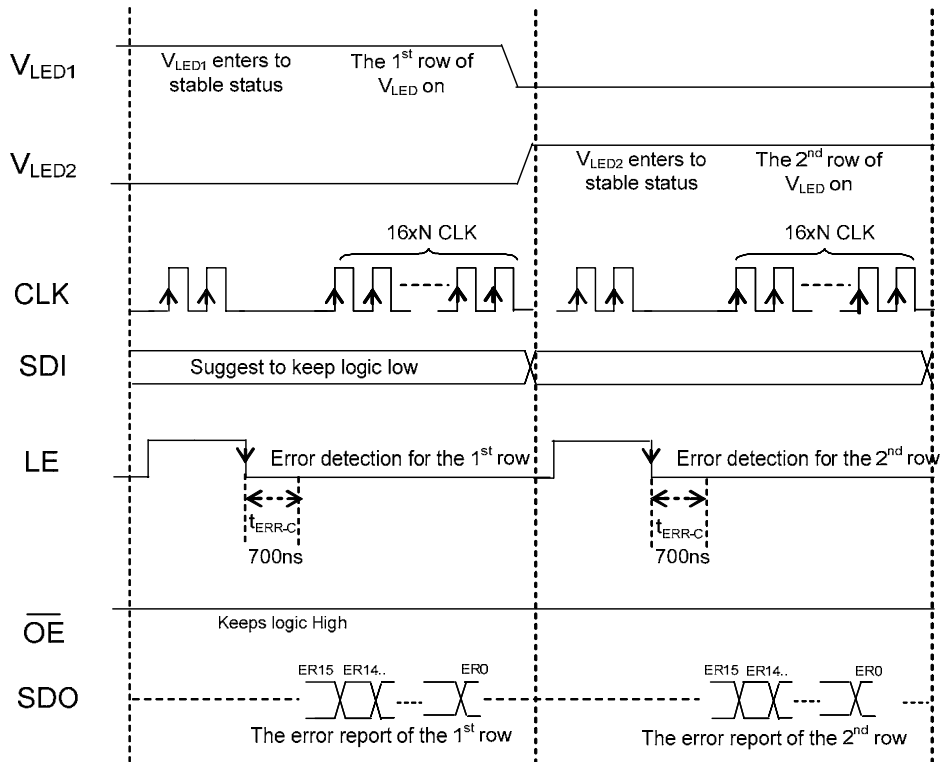 VLED1
VLED1 enters to
stable status
The 1st row of
VLED on
VLED2
VLED2 enters to
stable status
The 2nd row of
VLED on
16xN CLK
16xN CLK
CLK
SDI
Suggest to keep logic low
LE
Error detection for the 1st row
Error detection for the 2nd row
tERR-C
700ns
tERR-C
700ns
OE
Keeps logic High
ER15 ER14.. ER0
ER15 ER14.. ER0
SDO
The error report of the 1st row
The error report of the 2nd row